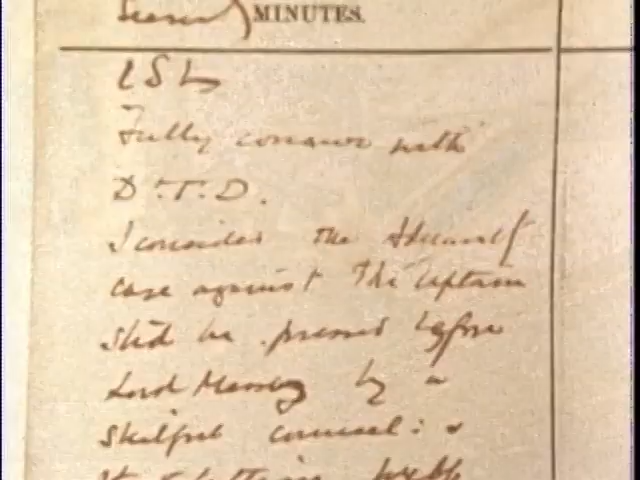 MINUTES.
1SL
Fully concur with
D.T.D.
I consider the Admiralty
case against The Captain
sh'd be pressed before
Lord Mersey by a
skilful counsel: